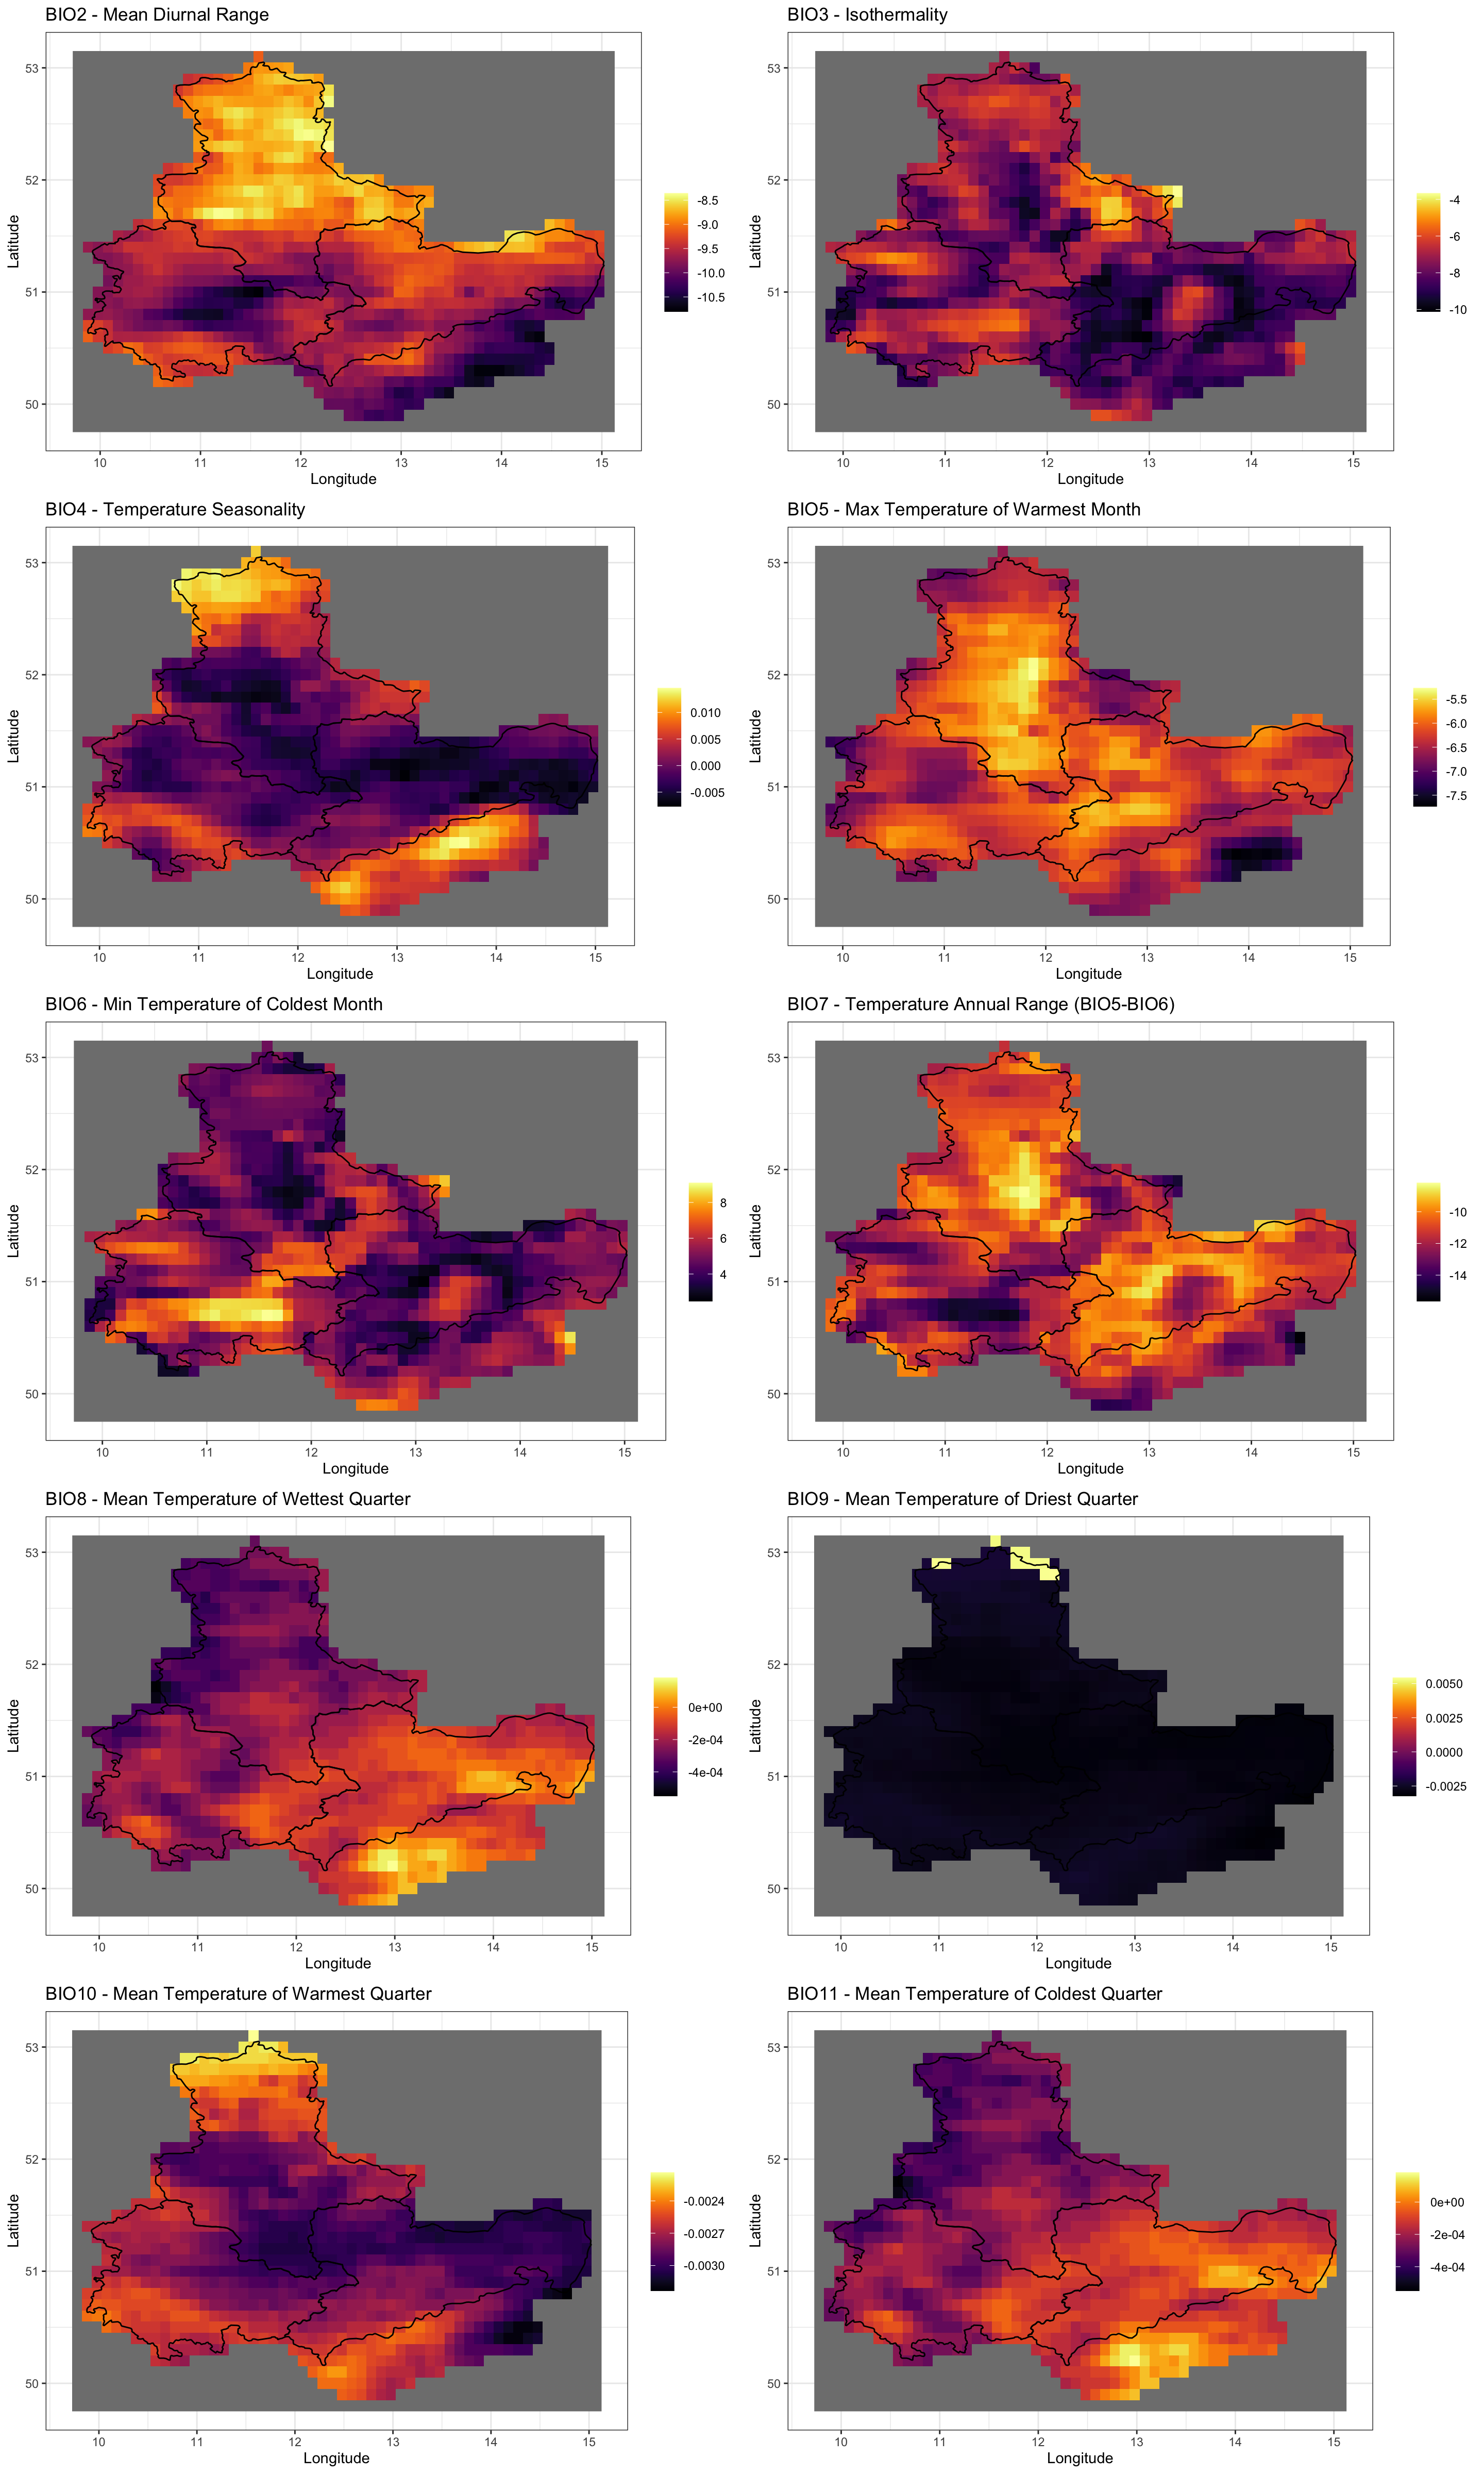 BIO2 - Mean Diurnal Range
53
52
51
50
Latitude
10 11 12 13 14 15
Longitude
-8.5
-9.0
-9.5
-10.0
-10.5
BIO3 - Isothermality
53
52
51
50
Latitude
10 11 12 13 14 15
Longitude
-4
-6
-8
-10
BIO4 - Temperature Seasonality
53
52
51
50
Latitude
10 11 12 13 14 15
Longitude
0.010
0.005
0.000
-0.005
BIO5 - Max Temperature of Warmest Month
53
52
51
50
Latitude
10 11 12 13 14 15
Longitude
-5.5
-6.0
-6.5
-7.0
-7.5
BIO6 - Min Temperature of Coldest Month
53
52
51
50
Latitude
10 11 12 13 14 15
Longitude
8
6
4
BIO7 - Temperature Annual Range (BIO5-BIO6)
53
52
51
50
Latitude
10 11 12 13 14 15
Longitude
-10
-12
-14
BIO8 - Mean Temperature of Wettest Quarter
53
52
51
50
Latitude
10 11 12 13 14 15
Longitude
0e+00
-2e-04
-4e-04
BIO9 - Mean Temperature of Driest Quarter
53
52
51
50
Latitude
10 11 12 13 14 15
Longitude
0.0050
0.0025
0.0000
-0.0025
BIO10 - Mean Temperature of Warmest Quarter
53
52
51
50
Latitude
10 11 12 13 14 15
Longitude
-0.0024
-0.0027
-0.0030
BIO11 - Mean Temperature of Coldest Quarter
53
52
51
50
Latitude
10 11 12 13 14 15
Longitude
0e+00
-2e-04
-4e-04